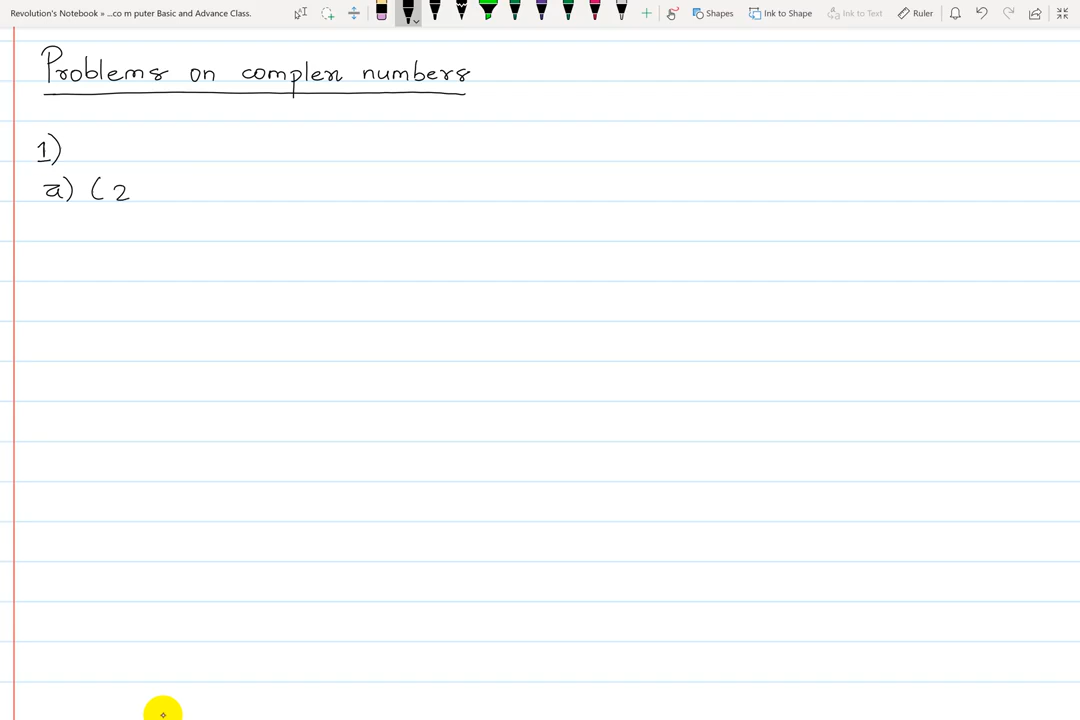 Revolution's Notebook » ...co m puter Basic and Advance Class.
Shapes
Ink to Shape
Ink to Text
Ruler
Problems on complex numbers
1)
a) ( 2